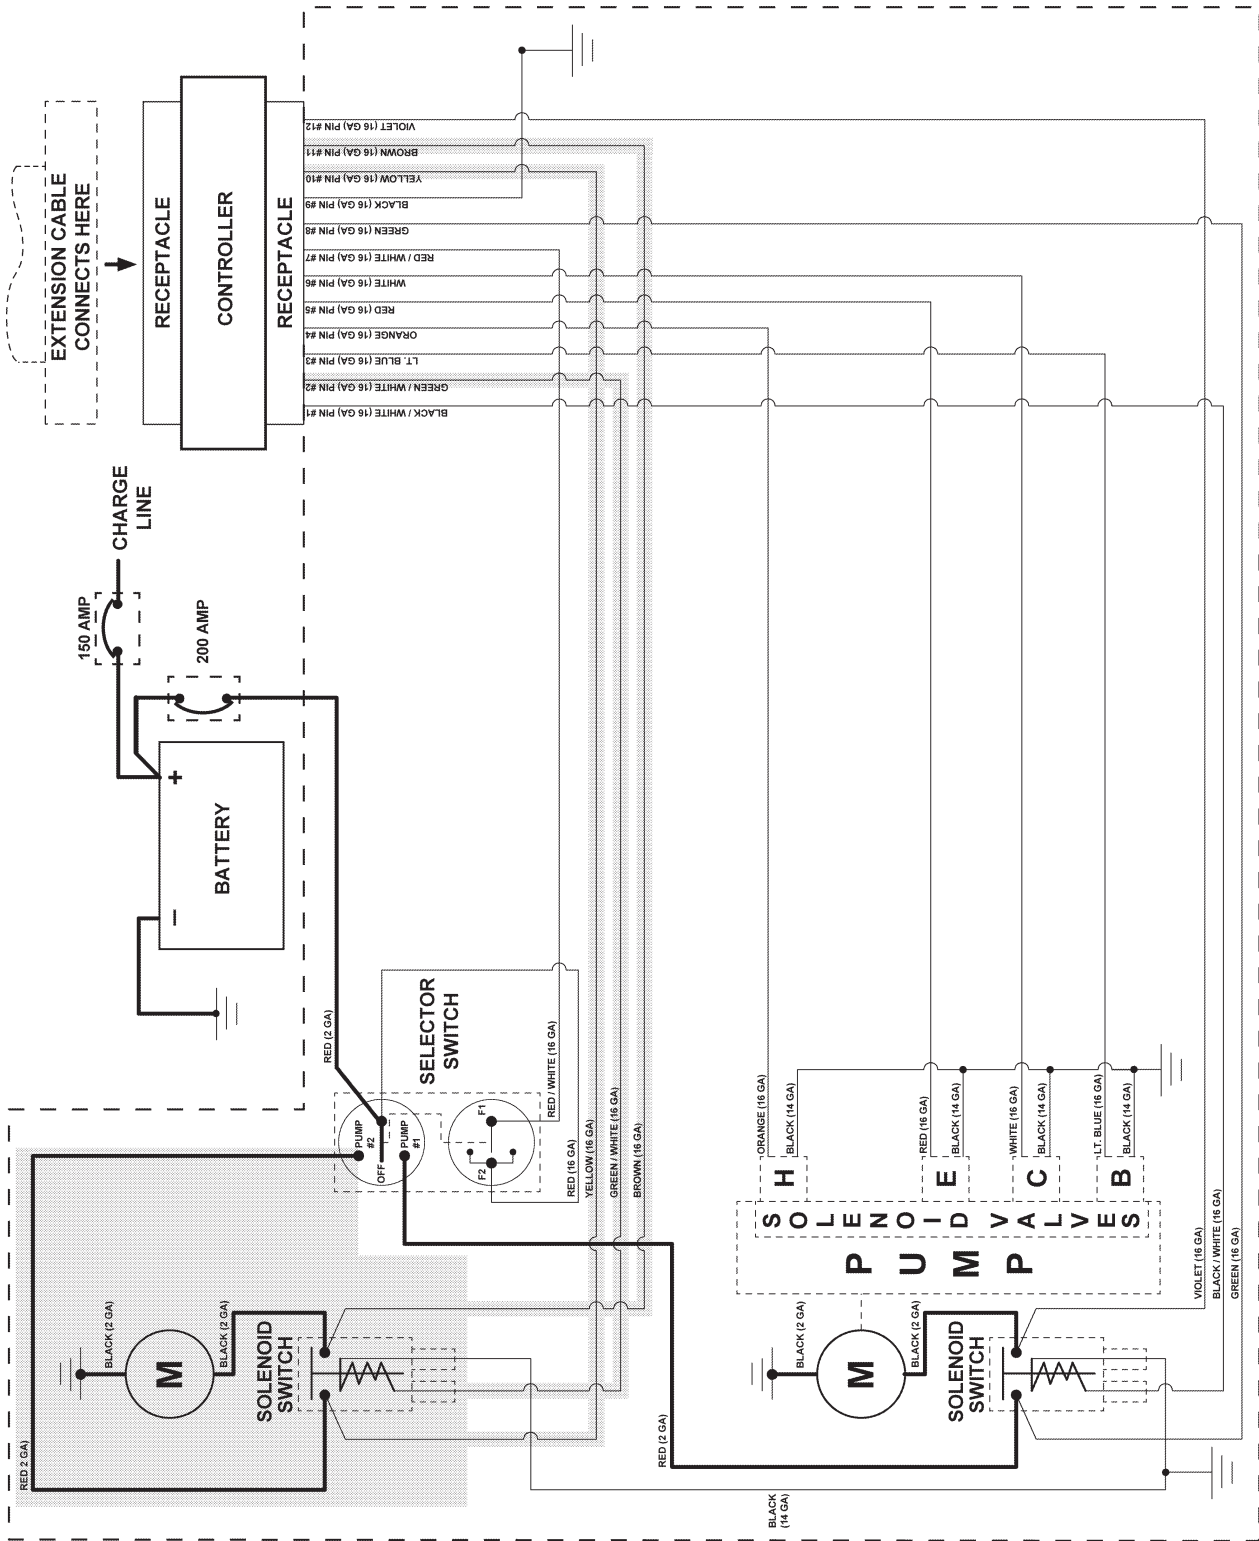 EXTENSION CABLE
CONNECTS HERE
RECEPTACLE
CONTROLLER
RECEPTACLE
VIOLET (16 GA) PIN #12
BROWN (16 GA) PIN #11
YELLOW (16 GA) PIN #10
BLACK (16 GA) PIN #9
GREEN (16 GA) PIN #8
RED / WHITE (16 GA) PIN #7
WHITE (16 GA) PIN #6
RED (16 GA) PIN #5
ORANGE (16 GA) PIN #4
LT. BLUE (16 GA) PIN #3
GREEN / WHITE (16 GA) PIN #2
BLACK / WHITE (16 GA) PIN #1
CHARGE
LINE
150 AMP
200 AMP
+
BATTERY
–
RED (2 GA)
SELECTOR
SWITCH
PUMP
#2
PUMP
#1
OFF
F1
F2
RED / WHITE (16 GA)
RED (16 GA)
YELLOW (16 GA)
GREEN / WHITE (16 GA)
BROWN (16 GA)
ORANGE (16 GA)
BLACK (14 GA)
RED (16 GA)
BLACK (14 GA)
WHITE (16 GA)
BLACK (14 GA)
LT. BLUE (16 GA)
BLACK (14 GA)
H
E
C
B
SOLENOID VALVES
PUMP
VIOLET (16 GA)
BLACK / WHITE (16 GA)
GREEN (16 GA)
BLACK (2 GA)
M
BLACK (2 GA)
SOLENOID
SWITCH
RED 2 GA)
BLACK (2 GA)
M
BLACK (2 GA)
SOLENOID
SWITCH
RED (2 GA)
BLACK
(14 GA)